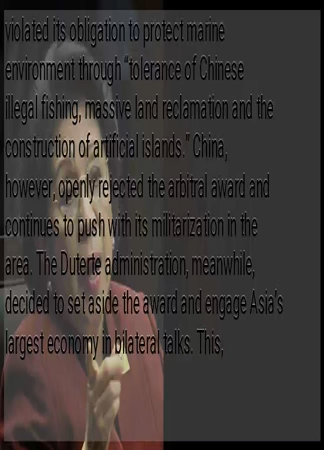 violated its obligation to protect marine
environment through “tolerance of Chinese
illegal fishing, massive land reclamation and the
construction of artificial islands.” China,
however, openly rejected the arbitral award and
continues to push with its militarization in the
area. The Duterte administration, meanwhile,
decided to set aside the award and engage Asia's
largest economy in bilateral talks. This,